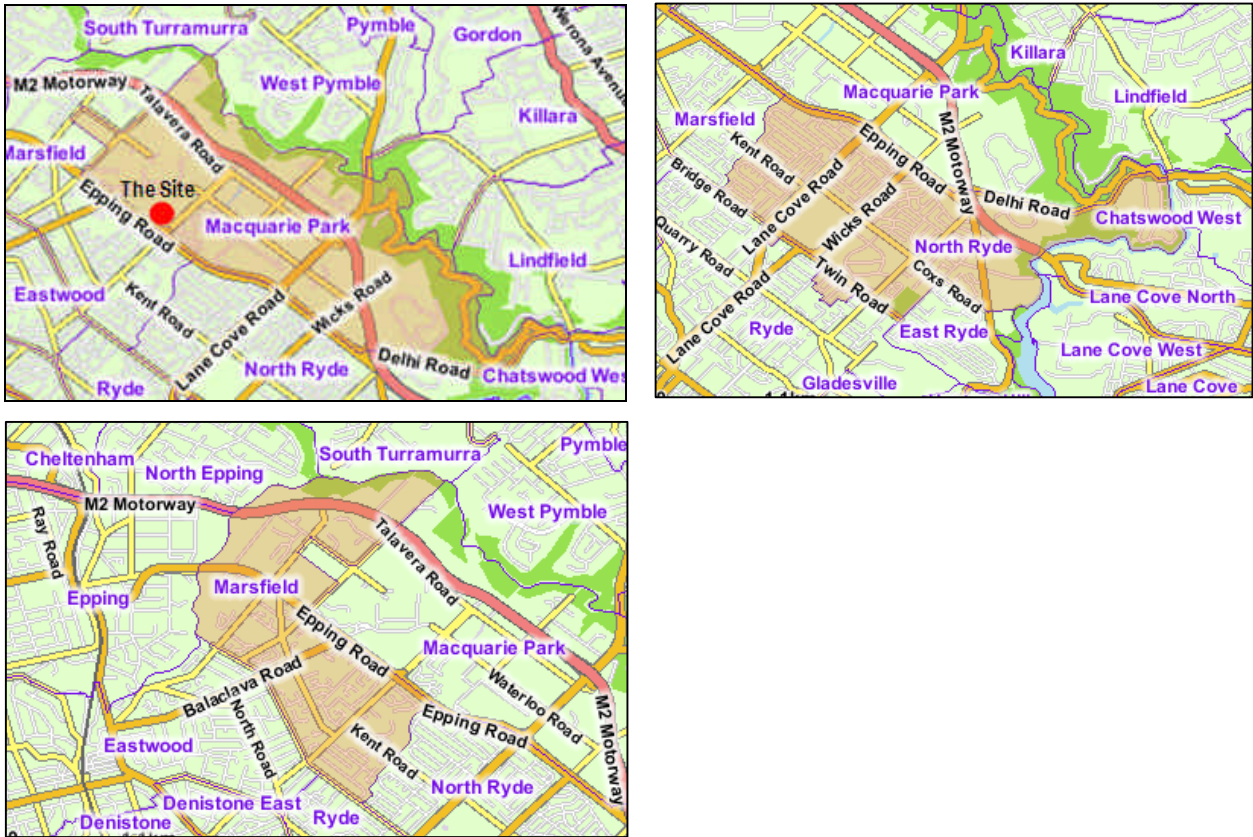 South Turramurra
Pymble
Gordon
Werona Avenue
M2 Motorway
West Pymble
Talavera Road
Killara
Marsfield
The Site
Epping Road
Macquarie Park
Lindfield
Eastwood
Kent Road
Lane Cove Road
Wicks Road
North Ryde
Delhi Road
Ryde
Chatswood Wes
Killara
Macquarie Park
Lindfield
Marsfield
Kent Road
Epping Road
M2 Motorway
Bridge Road
Lane Cove Road
Wicks Road
Delhi Road
Chatswood West
Quarry Road
North Ryde
Twin Road
Coxs Road
Lane Cove North
Lane Cove Road
Ryde
East Ryde
Lane Cove West
Gladesville
Lane Cove
Cheltenham
North Epping
South Turramurra
Pymble
M2 Motorway
West Pymble
Ray Road
Talavera Road
Epping
Marsfield
Epping Road
Macquarie Park
Balaclava Road
Waterloo Road
North Road
Epping Road
M2 Motorway
Eastwood
Kent Road
North Ryde
Denistone East
Ryde
Denistone